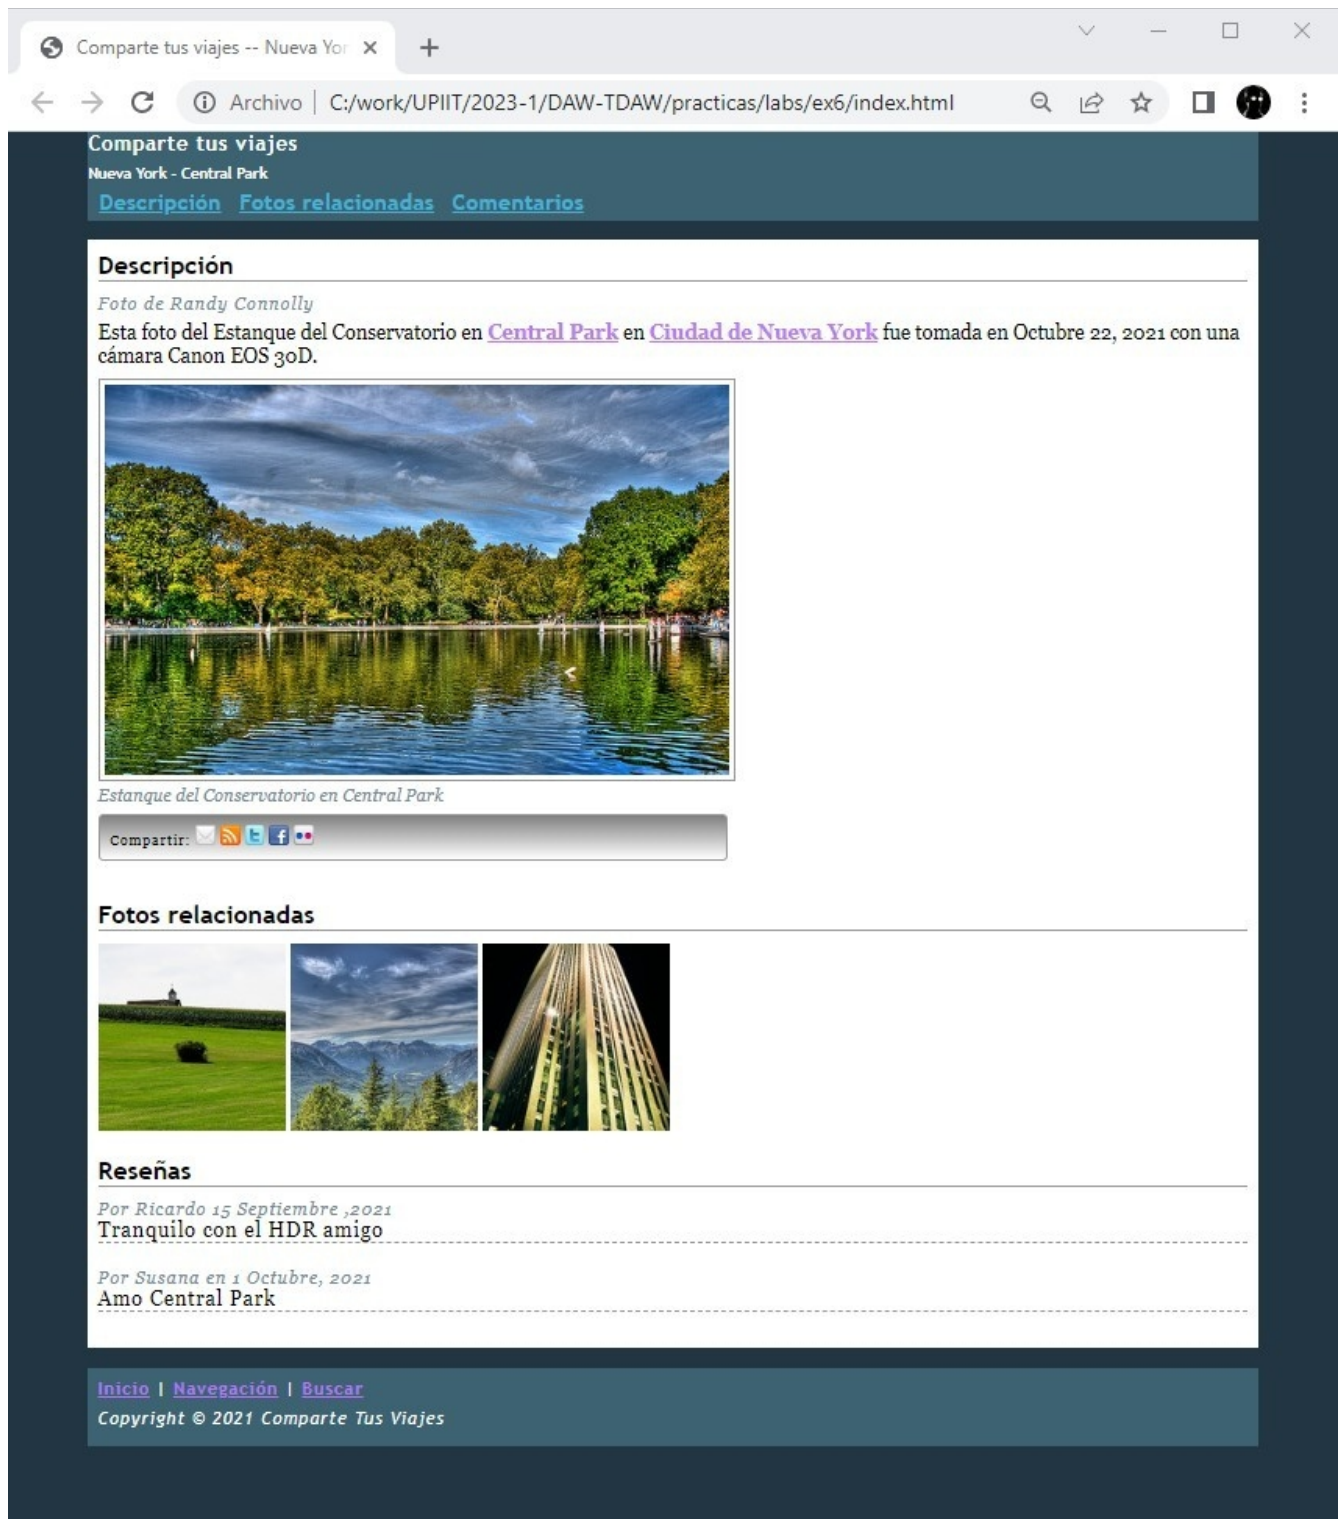 Comparte tus viajes -- Nueva Yor
Archivo | C:/work/UPIIT/2023-1/DAW-TDAW/practicas/labs/ex6/index.html
Comparte tus viajes
Nueva York - Central Park
Descripción Fotos relacionadas Comentarios
Descripción
Foto de Randy Connolly
Esta foto del Estanque del Conservatorio en Central Park en Ciudad de Nueva York fue tomada en Octubre 22, 2021 con una
cámara Canon EOS 30D.
Estanque del Conservatorio en Central Park
Compartir:
Fotos relacionadas
Reseñas
Por Ricardo 15 Septiembre ,2021
Tranquilo con el HDR amigo
Por Susana en 1 Octubre, 2021
Amo Central Park
Inicio | Navegación | Buscar
Copyright © 2021 Comparte Tus Viajes